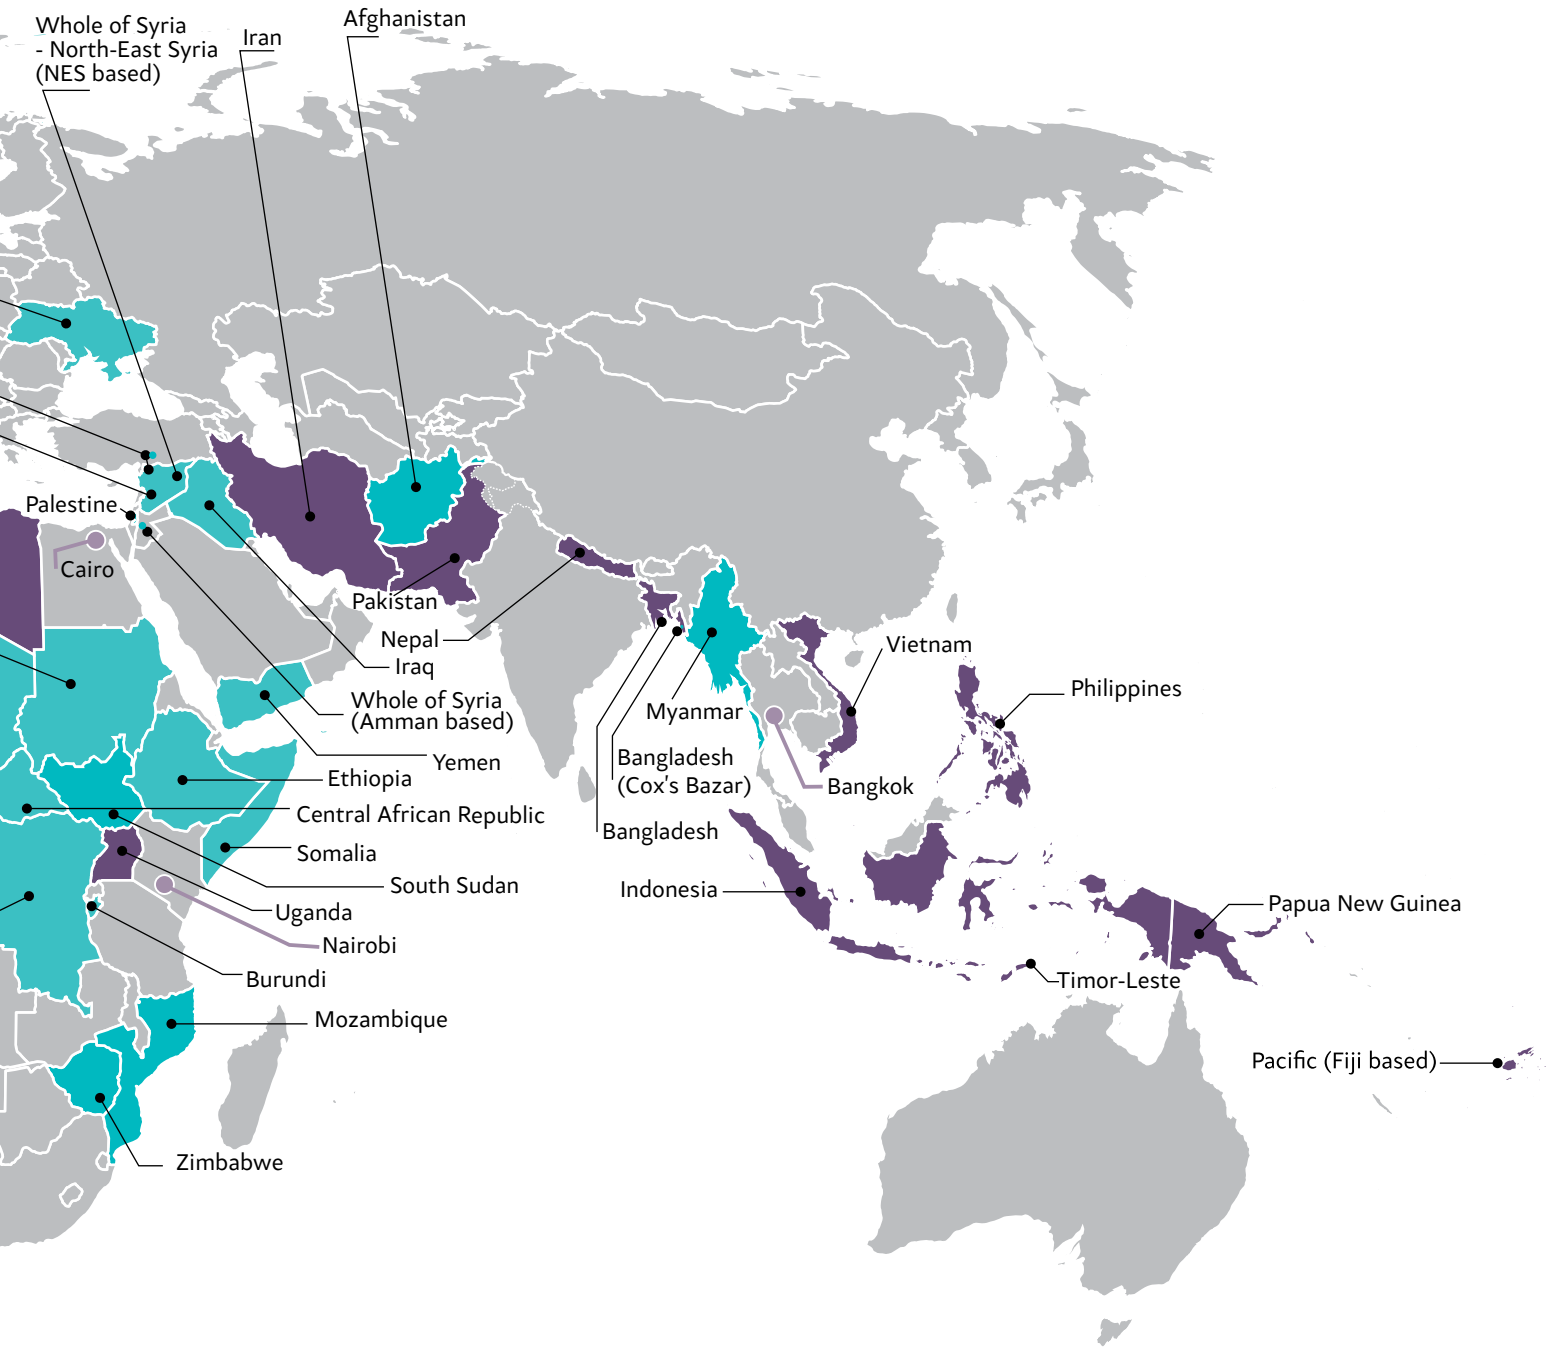 Whole of Syria
- North-East Syria
(NES based)
Iran
Afghanistan
Palestine
Cairo
Pakistan
Nepal
Iraq
Whole of Syria
(Amman based)
Yemen
Ethiopia
Central African Republic
Somalia
South Sudan
Uganda
Nairobi
Burundi
Mozambique
Zimbabwe
Vietnam
Philippines
Myanmar
Bangladesh
(Cox's Bazar)
Bangkok
Bangladesh
Indonesia
Papua New Guinea
Timor-Leste
Pacific (Fiji based)